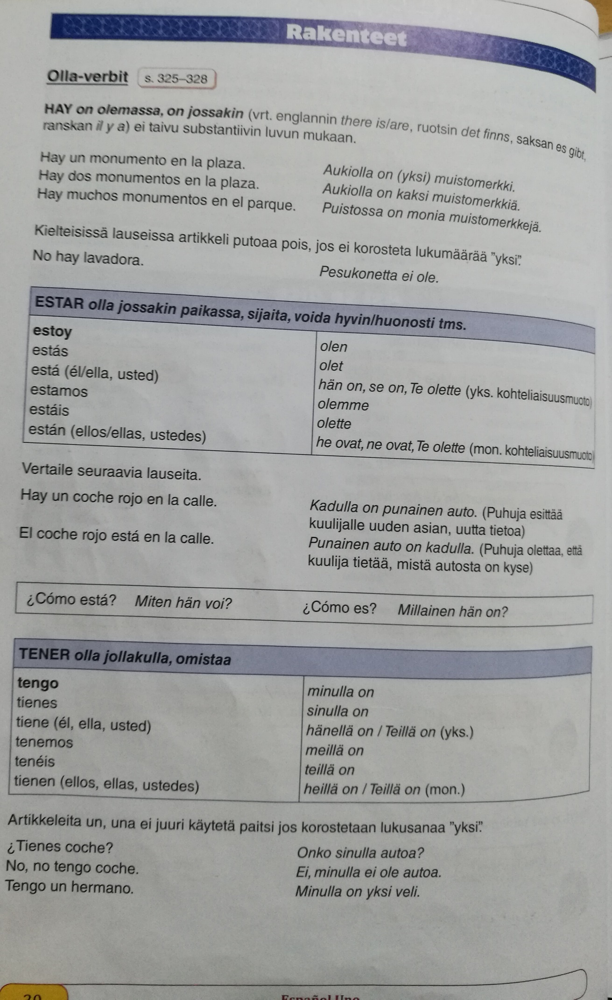 Rakenteet
Olla-verbit s. 325–328
HAY on olemassa, on jossakin (vrt. englannin there is/are, ruotsin det finns, saksan es gibt,
ranskan il y a) ei taivu substantiivin luvun mukaan.
Hay un monumento en la plaza. Aukiolla on (yksi) muistomerkki.
Hay dos monumentos en la plaza. Aukiolla on kaksi muistomerkkiä.
Hay muchos monumentos en el parque. Puistossa on monia muistomerkkejä.
Kielteisissä lauseissa artikkeli putoaa pois, jos ei korosteta lukumäärää ”yksi”.
No hay lavadora. Pesukonetta ei ole.
ESTAR olla jossakin paikassa, sijaita, voida hyvin/huonosti tms.
estoy olen
estás olet
está (él/ella, usted) hän on, se on, Te olette (yks. kohteliaisuusmuoto)
estamos olemme
estáis olette
están (ellos/ellas, ustedes) he ovat, ne ovat, Te olette (mon. kohteliaisuusmuoto)
Vertaile seuraavia lauseita.
Hay un coche rojo en la calle. Kadulla on punainen auto. (Puhuja esittää
kuulijalle uuden asian, uutta tietoa)
El coche rojo está en la calle. Punainen auto on kadulla. (Puhuja olettaa, että
kuulija tietää, mistä autosta on kyse)
¿Cómo está? Miten hän voi? ¿Cómo es? Millainen hän on?
TENER olla jollakulla, omistaa
tengo minulla on
tienes sinulla on
tiene (él, ella, usted) hänellä on / Teillä on (yks.)
tenemos meillä on
tenéis teillä on
tienen (ellos, ellas, ustedes) heillä on / Teillä on (mon.)
Artikkeleita un, una ei juuri käytetä paitsi jos korostetaan lukusanaa ”yksi”.
¿Tienes coche? Onko sinulla autoa?
No, no tengo coche. Ei, minulla ei ole autoa.
Tengo un hermano. Minulla on yksi veli.
Español Uno